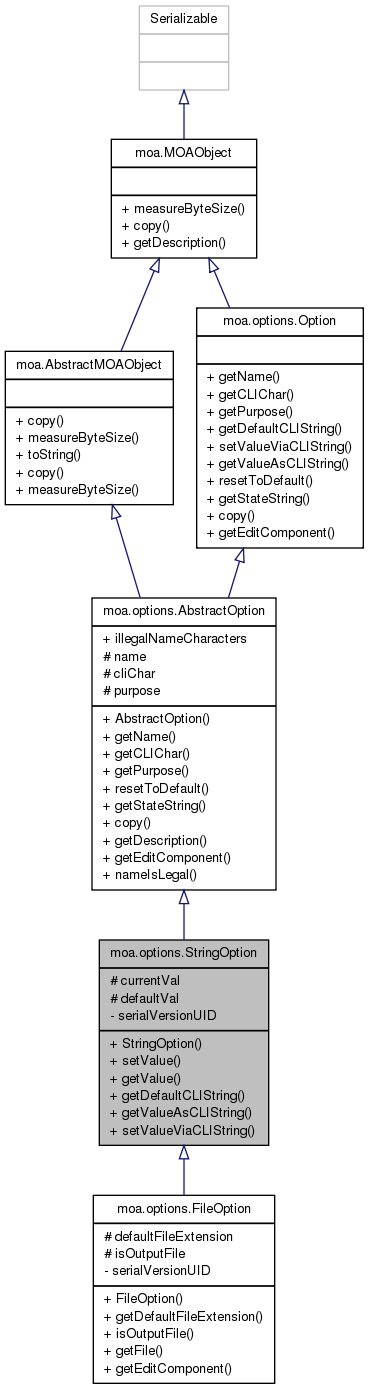 Serializable
moa.MOAObject
+ measureByteSize()
+ copy()
+ getDescription()
moa.AbstractMOAObject
+ copy()
+ measureByteSize()
+ toString()
+ copy()
+ measureByteSize()
moa.options.Option
+ getName()
+ getCLIChar()
+ getPurpose()
+ getDefaultCLIString()
+ setValueViaCLIString()
+ getValueAsCLIString()
+ resetToDefault()
+ getStateString()
+ copy()
+ getEditComponent()
moa.options.AbstractOption
+ illegalNameCharacters
# name
# cliChar
# purpose
+ AbstractOption()
+ getName()
+ getCLIChar()
+ getPurpose()
+ resetToDefault()
+ getStateString()
+ copy()
+ getDescription()
+ getEditComponent()
+ nameIsLegal()
moa.options.StringOption
# currentVal
# defaultVal
- serialVersionUID
+ StringOption()
+ setValue()
+ getValue()
+ getDefaultCLIString()
+ getValueAsCLIString()
+ setValueViaCLIString()
moa.options.FileOption
# defaultFileExtension
# isOutputFile
- serialVersionUID
+ FileOption()
+ getDefaultFileExtension()
+ isOutputFile()
+ getFile()
+ getEditComponent()